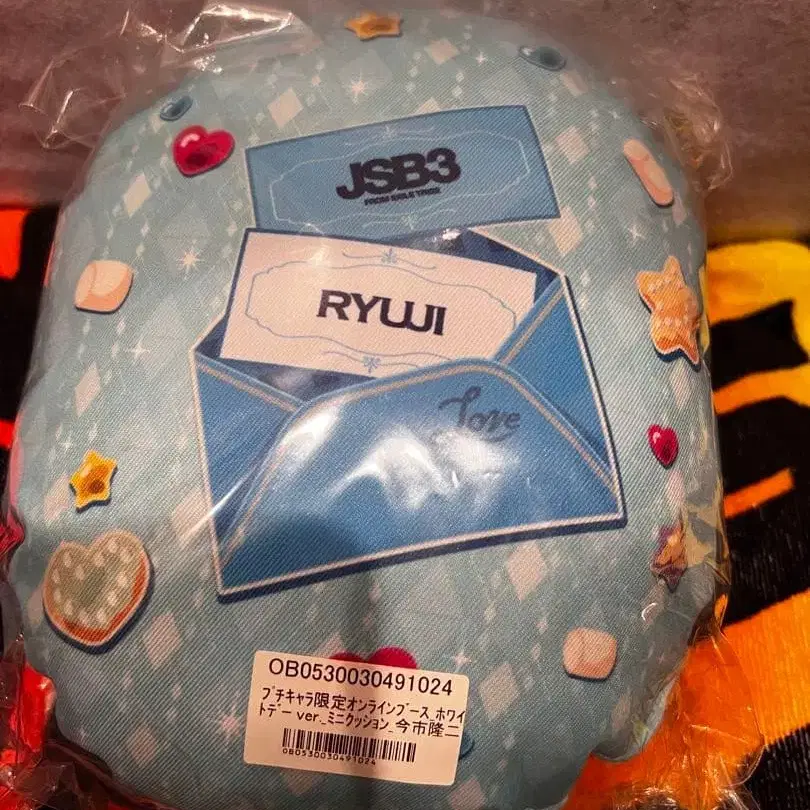 JSB3
FROM EXILE TRIBE
RYUJI
Love
OB0530030491024
プチキャラ限定オンラインブース_ホワイ
トデー ver._ミニクッション_今市隆二
OB0530030491024